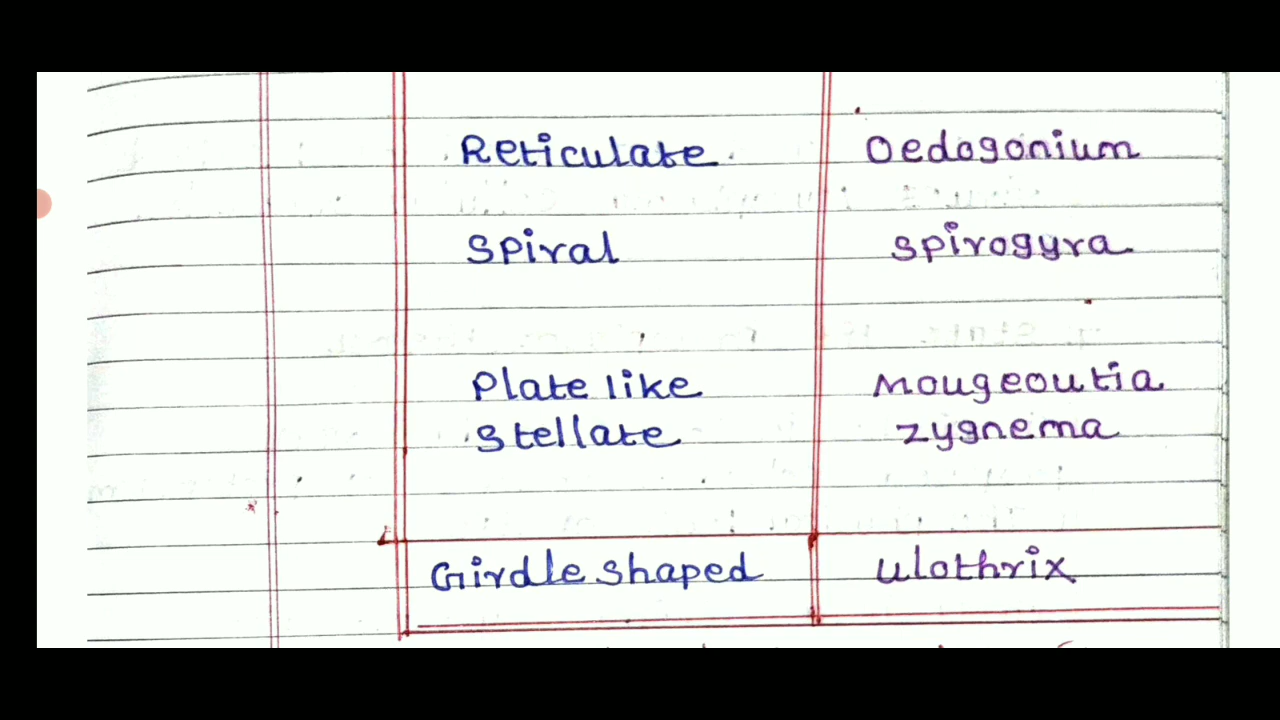 Reticulate Oedogonium
Spiral Spirogyra
Plate like Mougeoutia
Stellate Zygnema
Girdle shaped Ulothrix